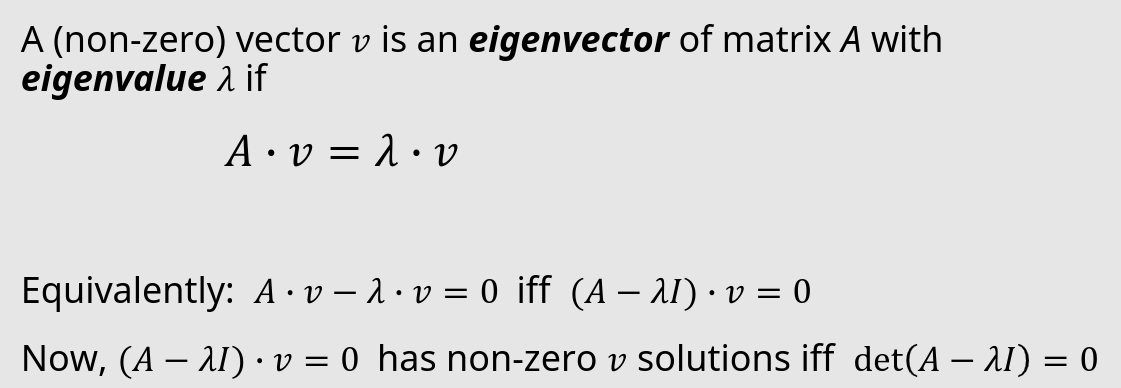 A (non-zero) vector 𝑣 is an eigenvector of matrix A with
eigenvalue 𝜆 if
𝐴 · 𝑣 = 𝜆 · 𝑣
Equivalently: 𝐴 · 𝑣 − 𝜆 · 𝑣 = 0 iff (𝐴 − 𝜆𝐼) · 𝑣 = 0
Now, (𝐴 − 𝜆𝐼) · 𝑣 = 0 has non-zero 𝑣 solutions iff det(𝐴 − 𝜆𝐼) = 0